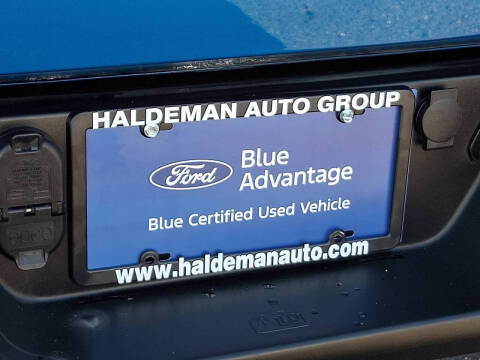 HALDEMAN AUTO GROUP
Ford
Blue
Advantage
Blue Certified Used Vehicle
www.haldemanauto.com